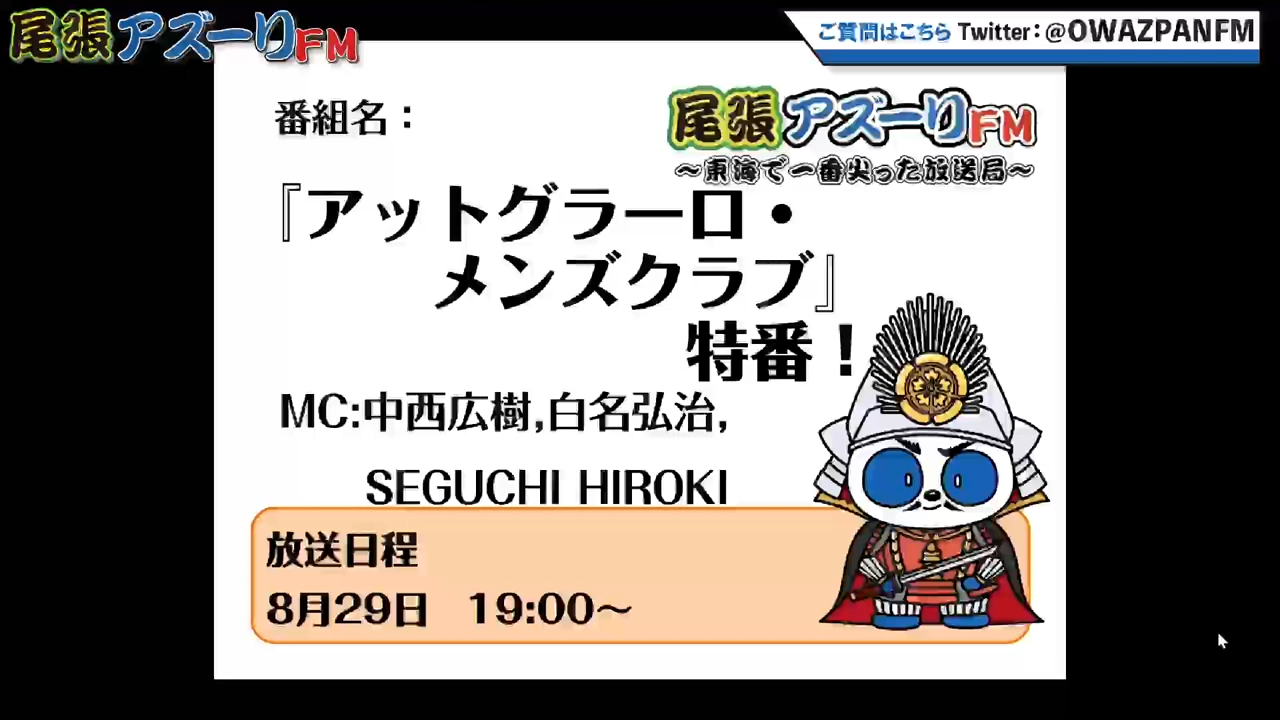 尾張アズーリFM
ご質問はこちら Twitter:@OWAZPANFM
番組名：
尾張アズーリFM
〜東海で一番尖った放送局〜
『アットグラーロ・
メンズクラブ』
特番！
MC:中西広樹,白名弘治,
SEGUCHI HIROKI
放送日程
8月29日 19:00〜